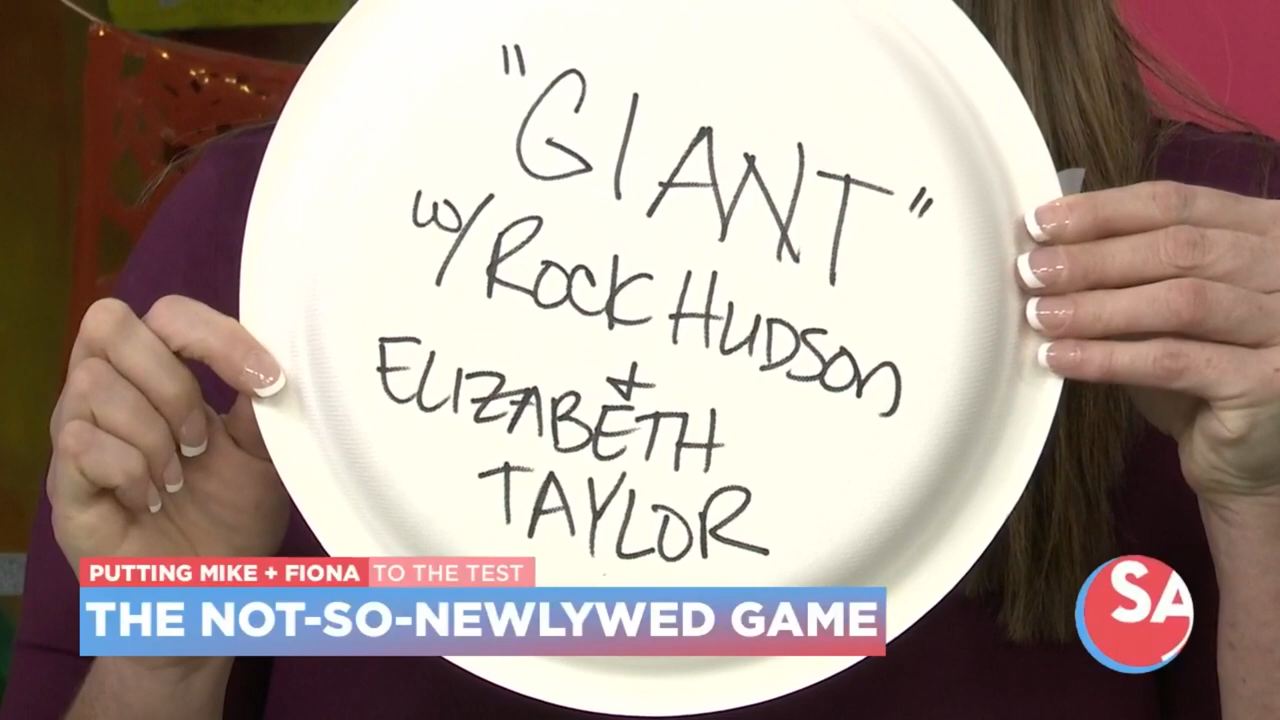 "GIANT"
w/ ROCK HUDSON
&
ELIZABETH
TAYLOR
PUTTING MIKE + FIONA TO THE TEST
THE NOT-SO-NEWLYWED GAME
SA